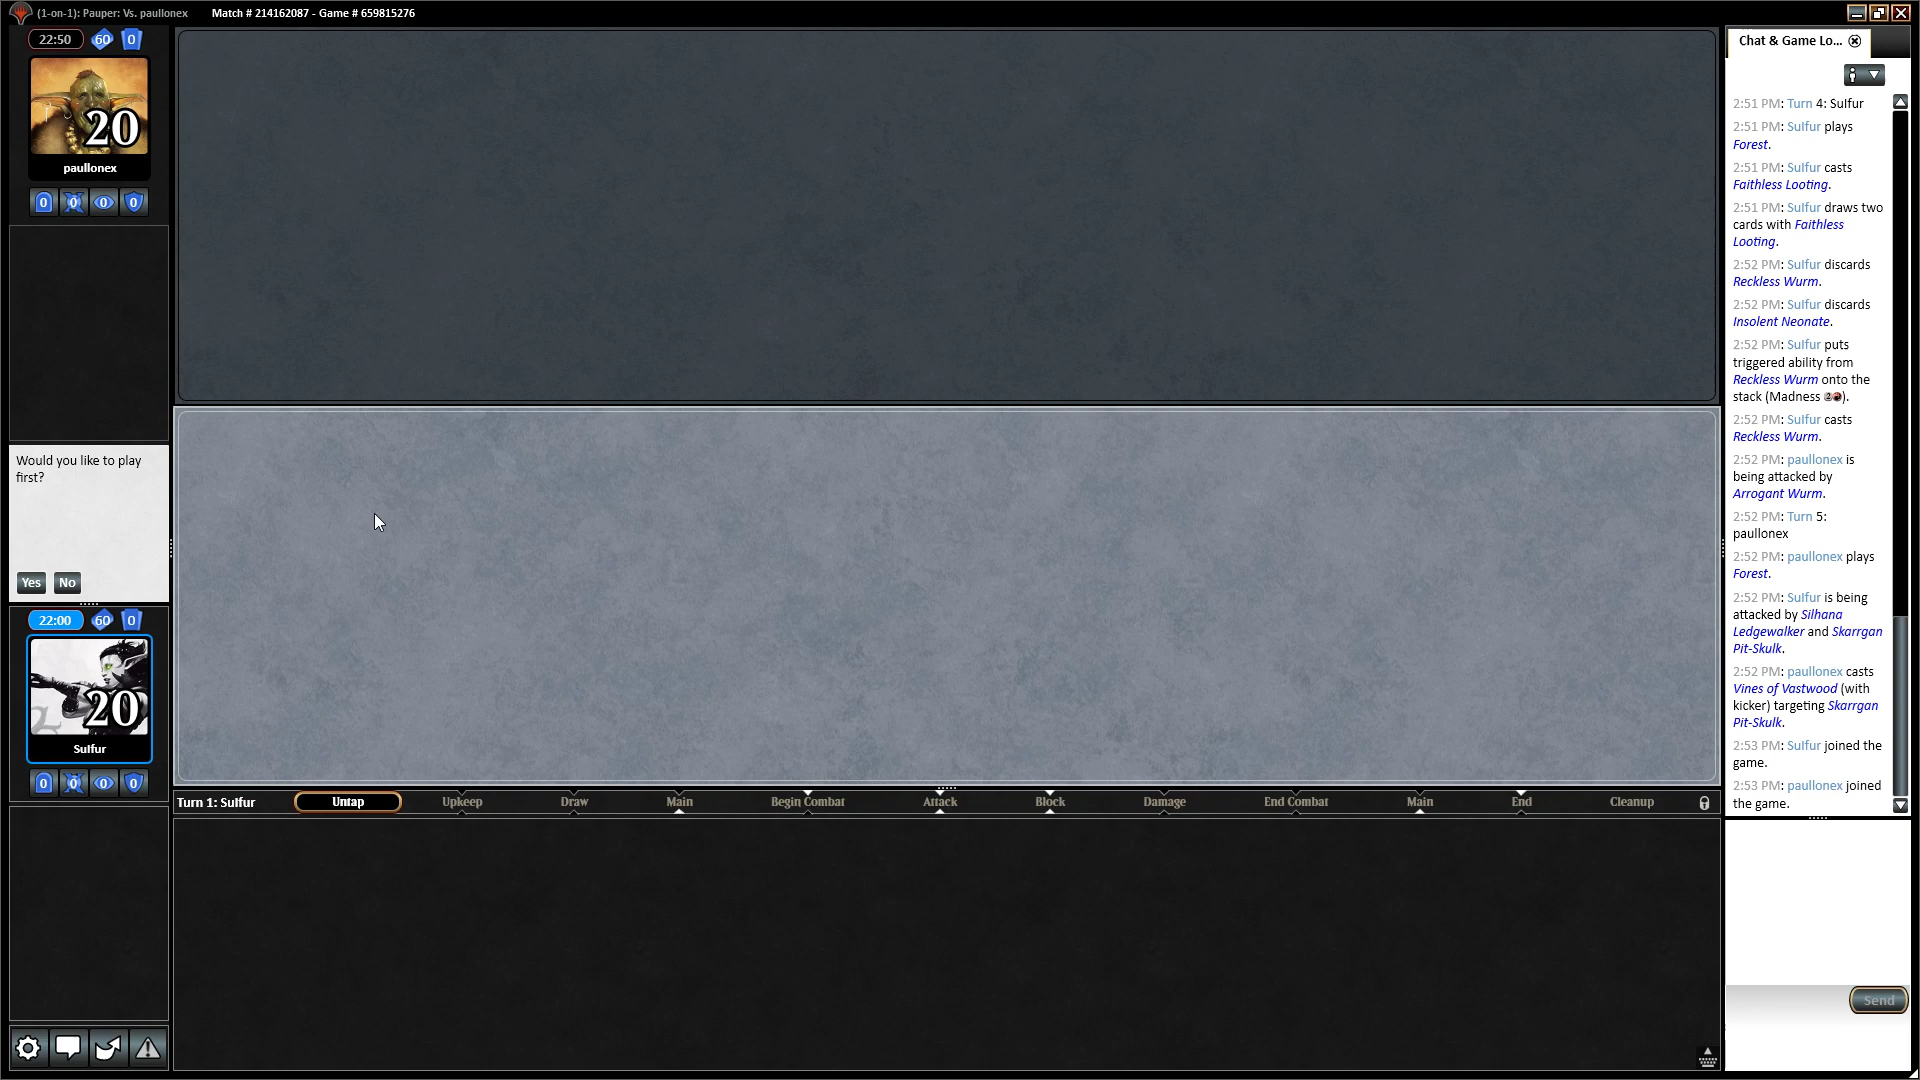 (1-on-1): Pauper: Vs. paullonex
Match # 214162087 - Game # 659815276
22:50
60
0
20
paullonex
0
0
0
0
Would you like to play
first?
Yes
No
22:00
60
0
20
Sulfur
0
0
0
0
Turn 1: Sulfur
Untap
Upkeep
Draw
Main
Begin Combat
Attack
Block
Damage
End Combat
Main
End
Cleanup
Chat & Game Lo...
2:51 PM: Turn 4: Sulfur
2:51 PM: Sulfur plays
Forest.
2:51 PM: Sulfur casts
Faithless Looting.
2:51 PM: Sulfur draws two
cards with Faithless
Looting.
2:52 PM: Sulfur discards
Reckless Wurm.
2:52 PM: Sulfur discards
Insolent Neonate.
2:52 PM: Sulfur puts
triggered ability from
Reckless Wurm onto the
stack (Madness 2).
2:52 PM: Sulfur casts
Reckless Wurm.
2:52 PM: paullonex is
being attacked by
Arrogant Wurm.
2:52 PM: Turn 5:
paullonex
2:52 PM: paullonex plays
Forest.
2:52 PM: Sulfur is being
attacked by Silhana
Ledgewalker and Skarrgan
Pit-Skulk.
2:52 PM: paullonex casts
Vines of Vastwood (with
kicker) targeting Skarrgan
Pit-Skulk.
2:53 PM: Sulfur joined the
game.
2:53 PM: paullonex joined
the game.
Send